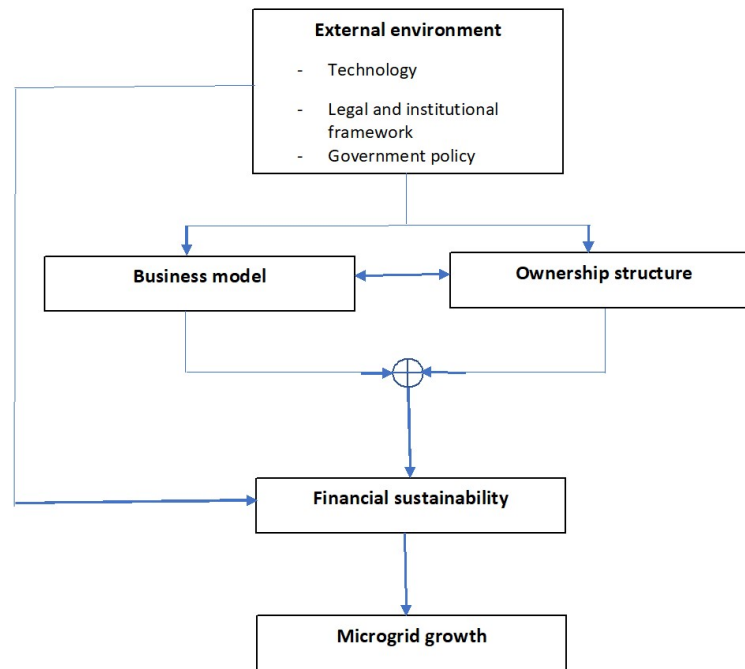 External environment
- Technology
- Legal and institutional
framework
- Government policy
Business model
Ownership structure
Financial sustainability
Microgrid growth